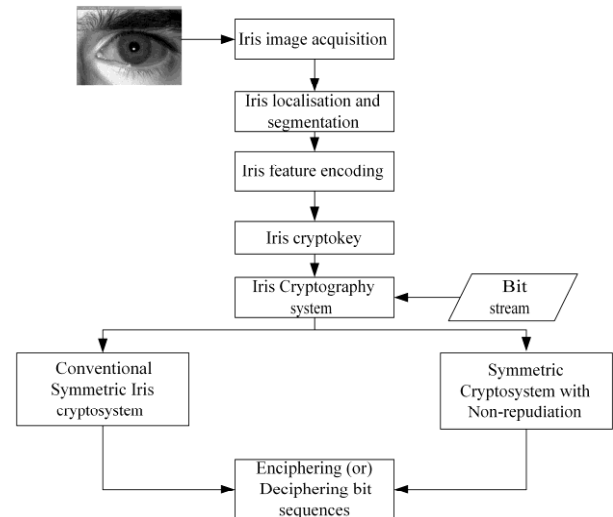 Iris image acquisition
Iris localisation and
segmentation
Iris feature encoding
Iris cryptokey
Iris Cryptography
system
Bit
stream
Conventional
Symmetric Iris
cryptosystem
Symmetric
Cryptosystem with
Non-repudiation
Enciphering (or)
Deciphering bit
sequences